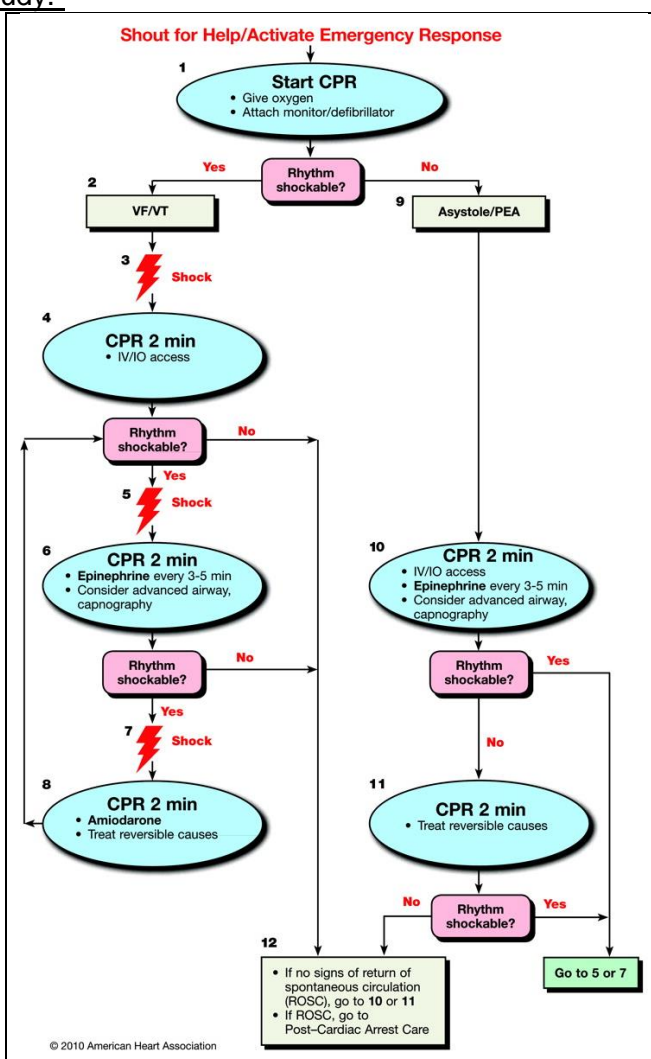 Shout for Help/Activate Emergency Response
1
Start CPR
• Give oxygen
• Attach monitor/defibrillator
Yes
Rhythm
shockable?
No
2
VF/VT
9
Asystole/PEA
3
Shock
4
CPR 2 min
• IV/IO access
Rhythm
shockable?
No
Yes
5
Shock
6
CPR 2 min
• Epinephrine every 3-5 min
• Consider advanced airway,
capnography
10
CPR 2 min
• IV/IO access
• Epinephrine every 3-5 min
• Consider advanced airway,
capnography
Rhythm
shockable?
No
Rhythm
shockable?
Yes
Yes
7
Shock
No
8
CPR 2 min
• Amiodarone
• Treat reversible causes
11
CPR 2 min
• Treat reversible causes
No
Rhythm
shockable?
Yes
12
• If no signs of return of
spontaneous circulation
(ROSC), go to 10 or 11
• If ROSC, go to
Post–Cardiac Arrest Care
Go to 5 or 7
© 2010 American Heart Association